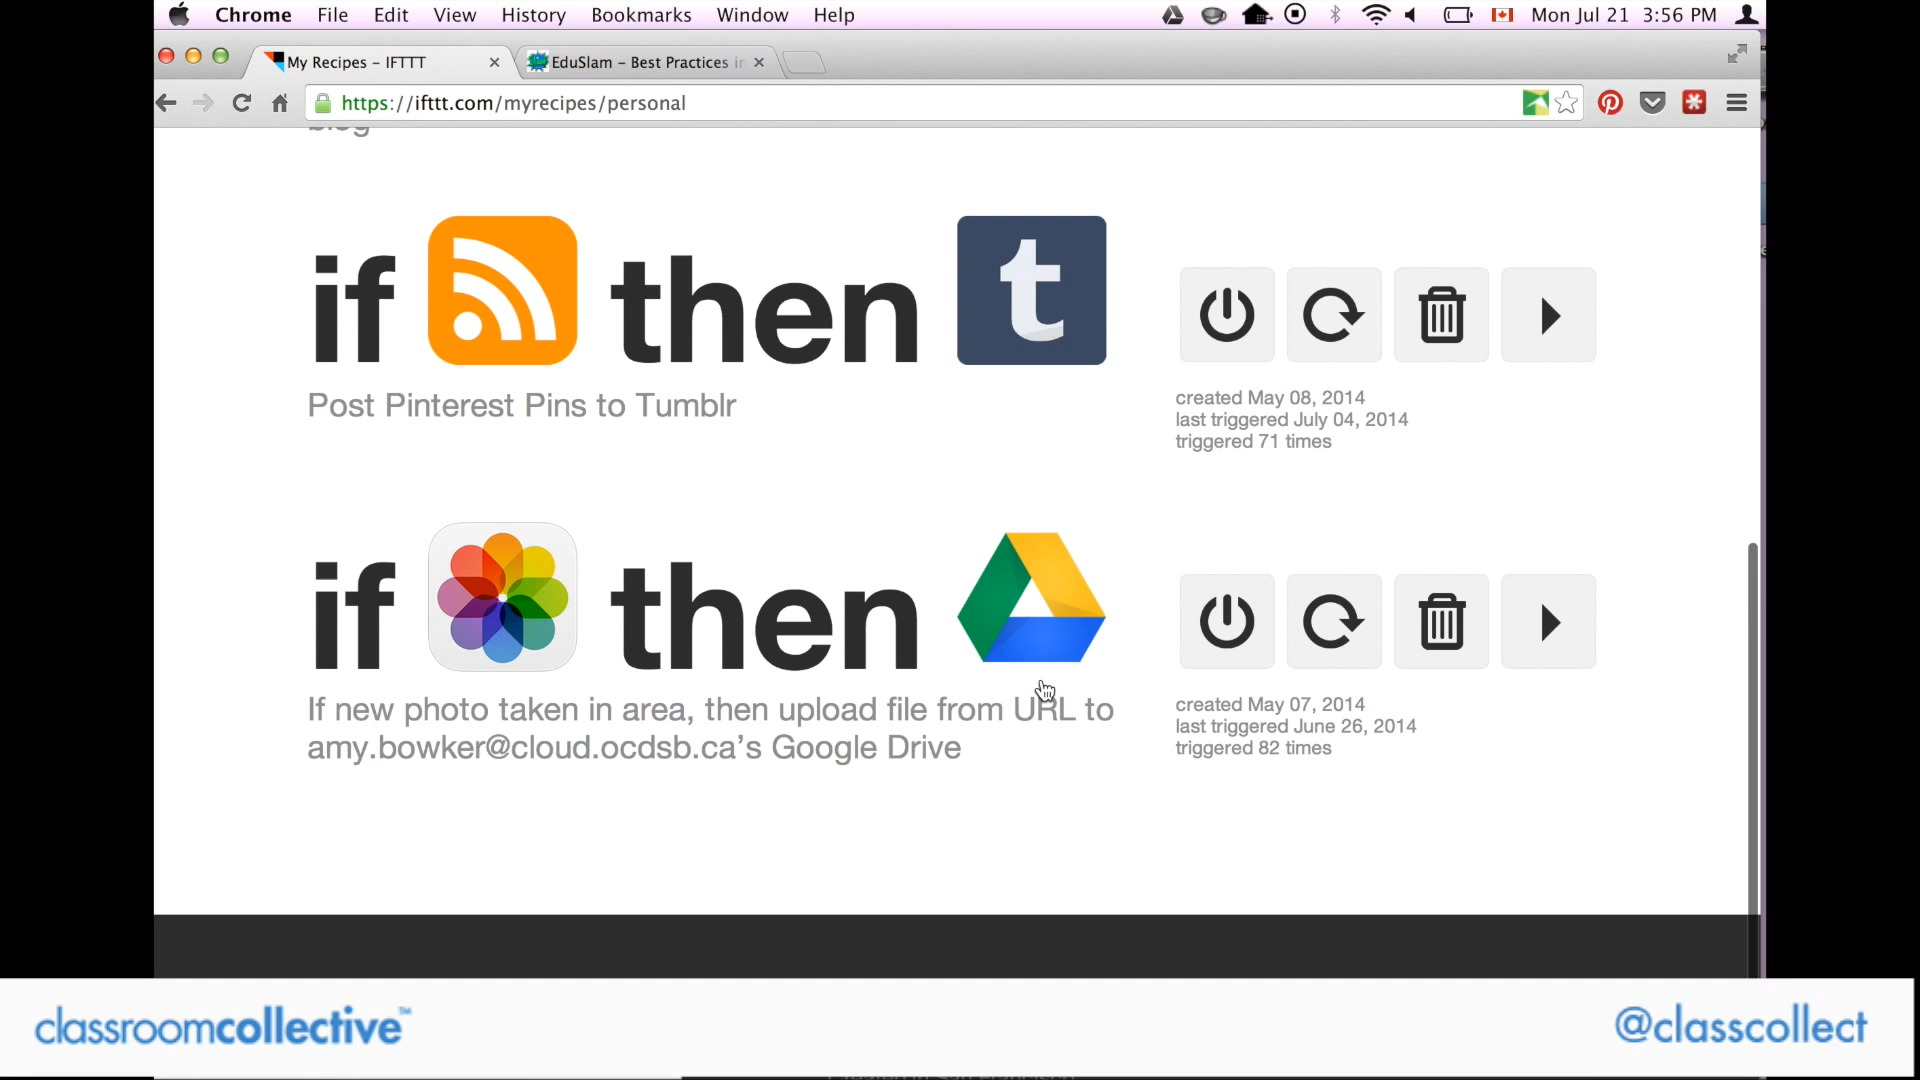 Chrome File Edit View History Bookmarks Window Help Mon Jul 21 3:56 PM
My Recipes – IFTTT EduSlam – Best Practices in
https://ifttt.com/myrecipes/personal
blog
if then t
Post Pinterest Pins to Tumblr
created May 08, 2014
last triggered July 04, 2014
triggered 71 times
if then
If new photo taken in area, then upload file from URL to
amy.bowker@cloud.ocdsb.ca’s Google Drive
created May 07, 2014
last triggered June 26, 2014
triggered 82 times
classroomcollective™ @classcollect